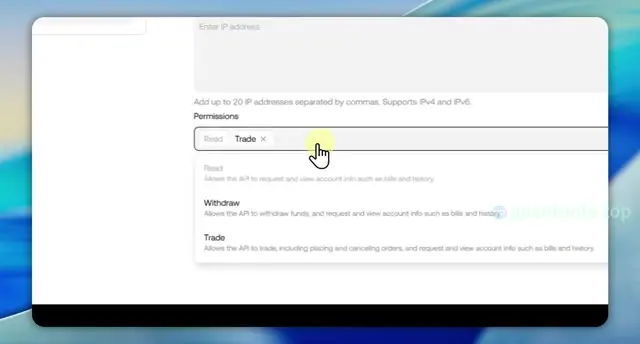 Enter IP address
Add up to 20 IP addresses separated by commas. Supports IPv4 and IPv6.
Permissions
Read Trade ×
Read
Allows the API to request and view account info such as bills and history.
Withdraw
Allows the API to withdraw funds, and request and view account info such as bills and history.
Trade
Allows the API to trade, including placing and canceling orders, and request and view account info such as bills and history.